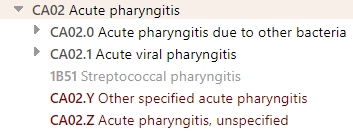 CA02 Acute pharyngitis
CA02.0 Acute pharyngitis due to other bacteria
CA02.1 Acute viral pharyngitis
1B51 Streptococcal pharyngitis
CA02.Y Other specified acute pharyngitis
CA02.Z Acute pharyngitis, unspecified